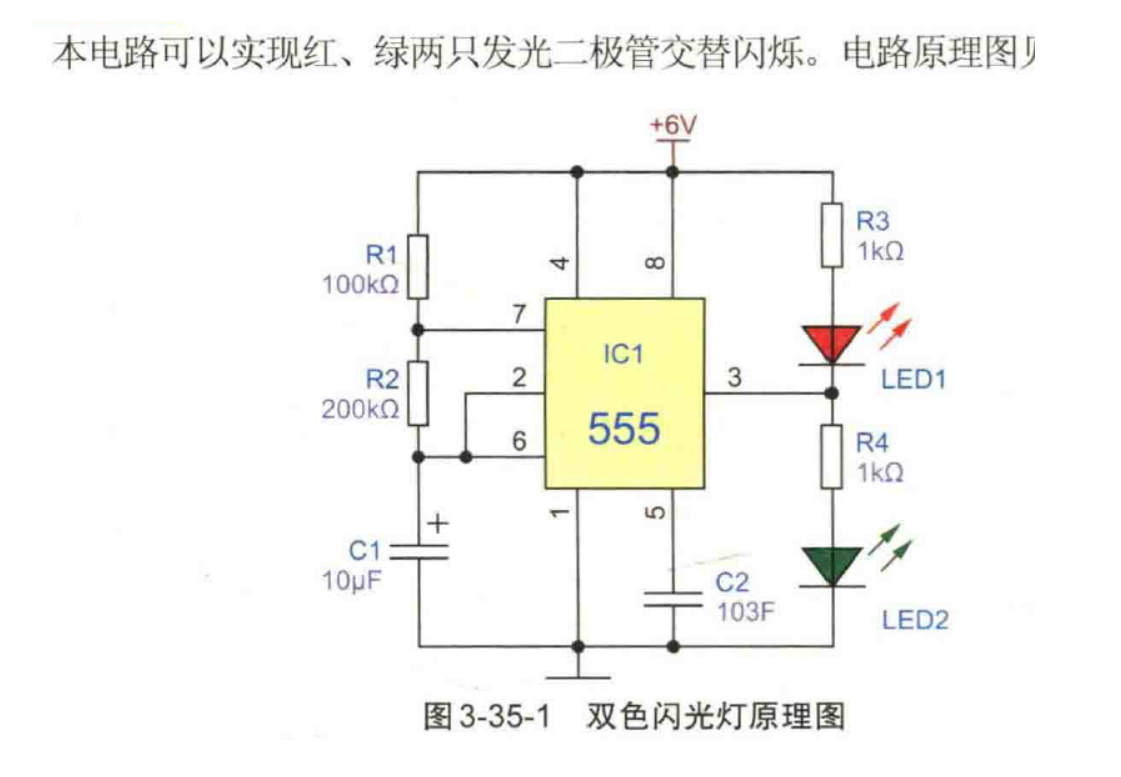 本电路可以实现红、绿两只发光二极管交替闪烁。电路原理图
+6V
R1
100kΩ
R2
200kΩ
C1
10μF
+
4
8
7
2
6
1
5
3
IC1
555
R3
1kΩ
LED1
R4
1kΩ
LED2
C2
103F
图3-35-1 双色闪光灯原理图